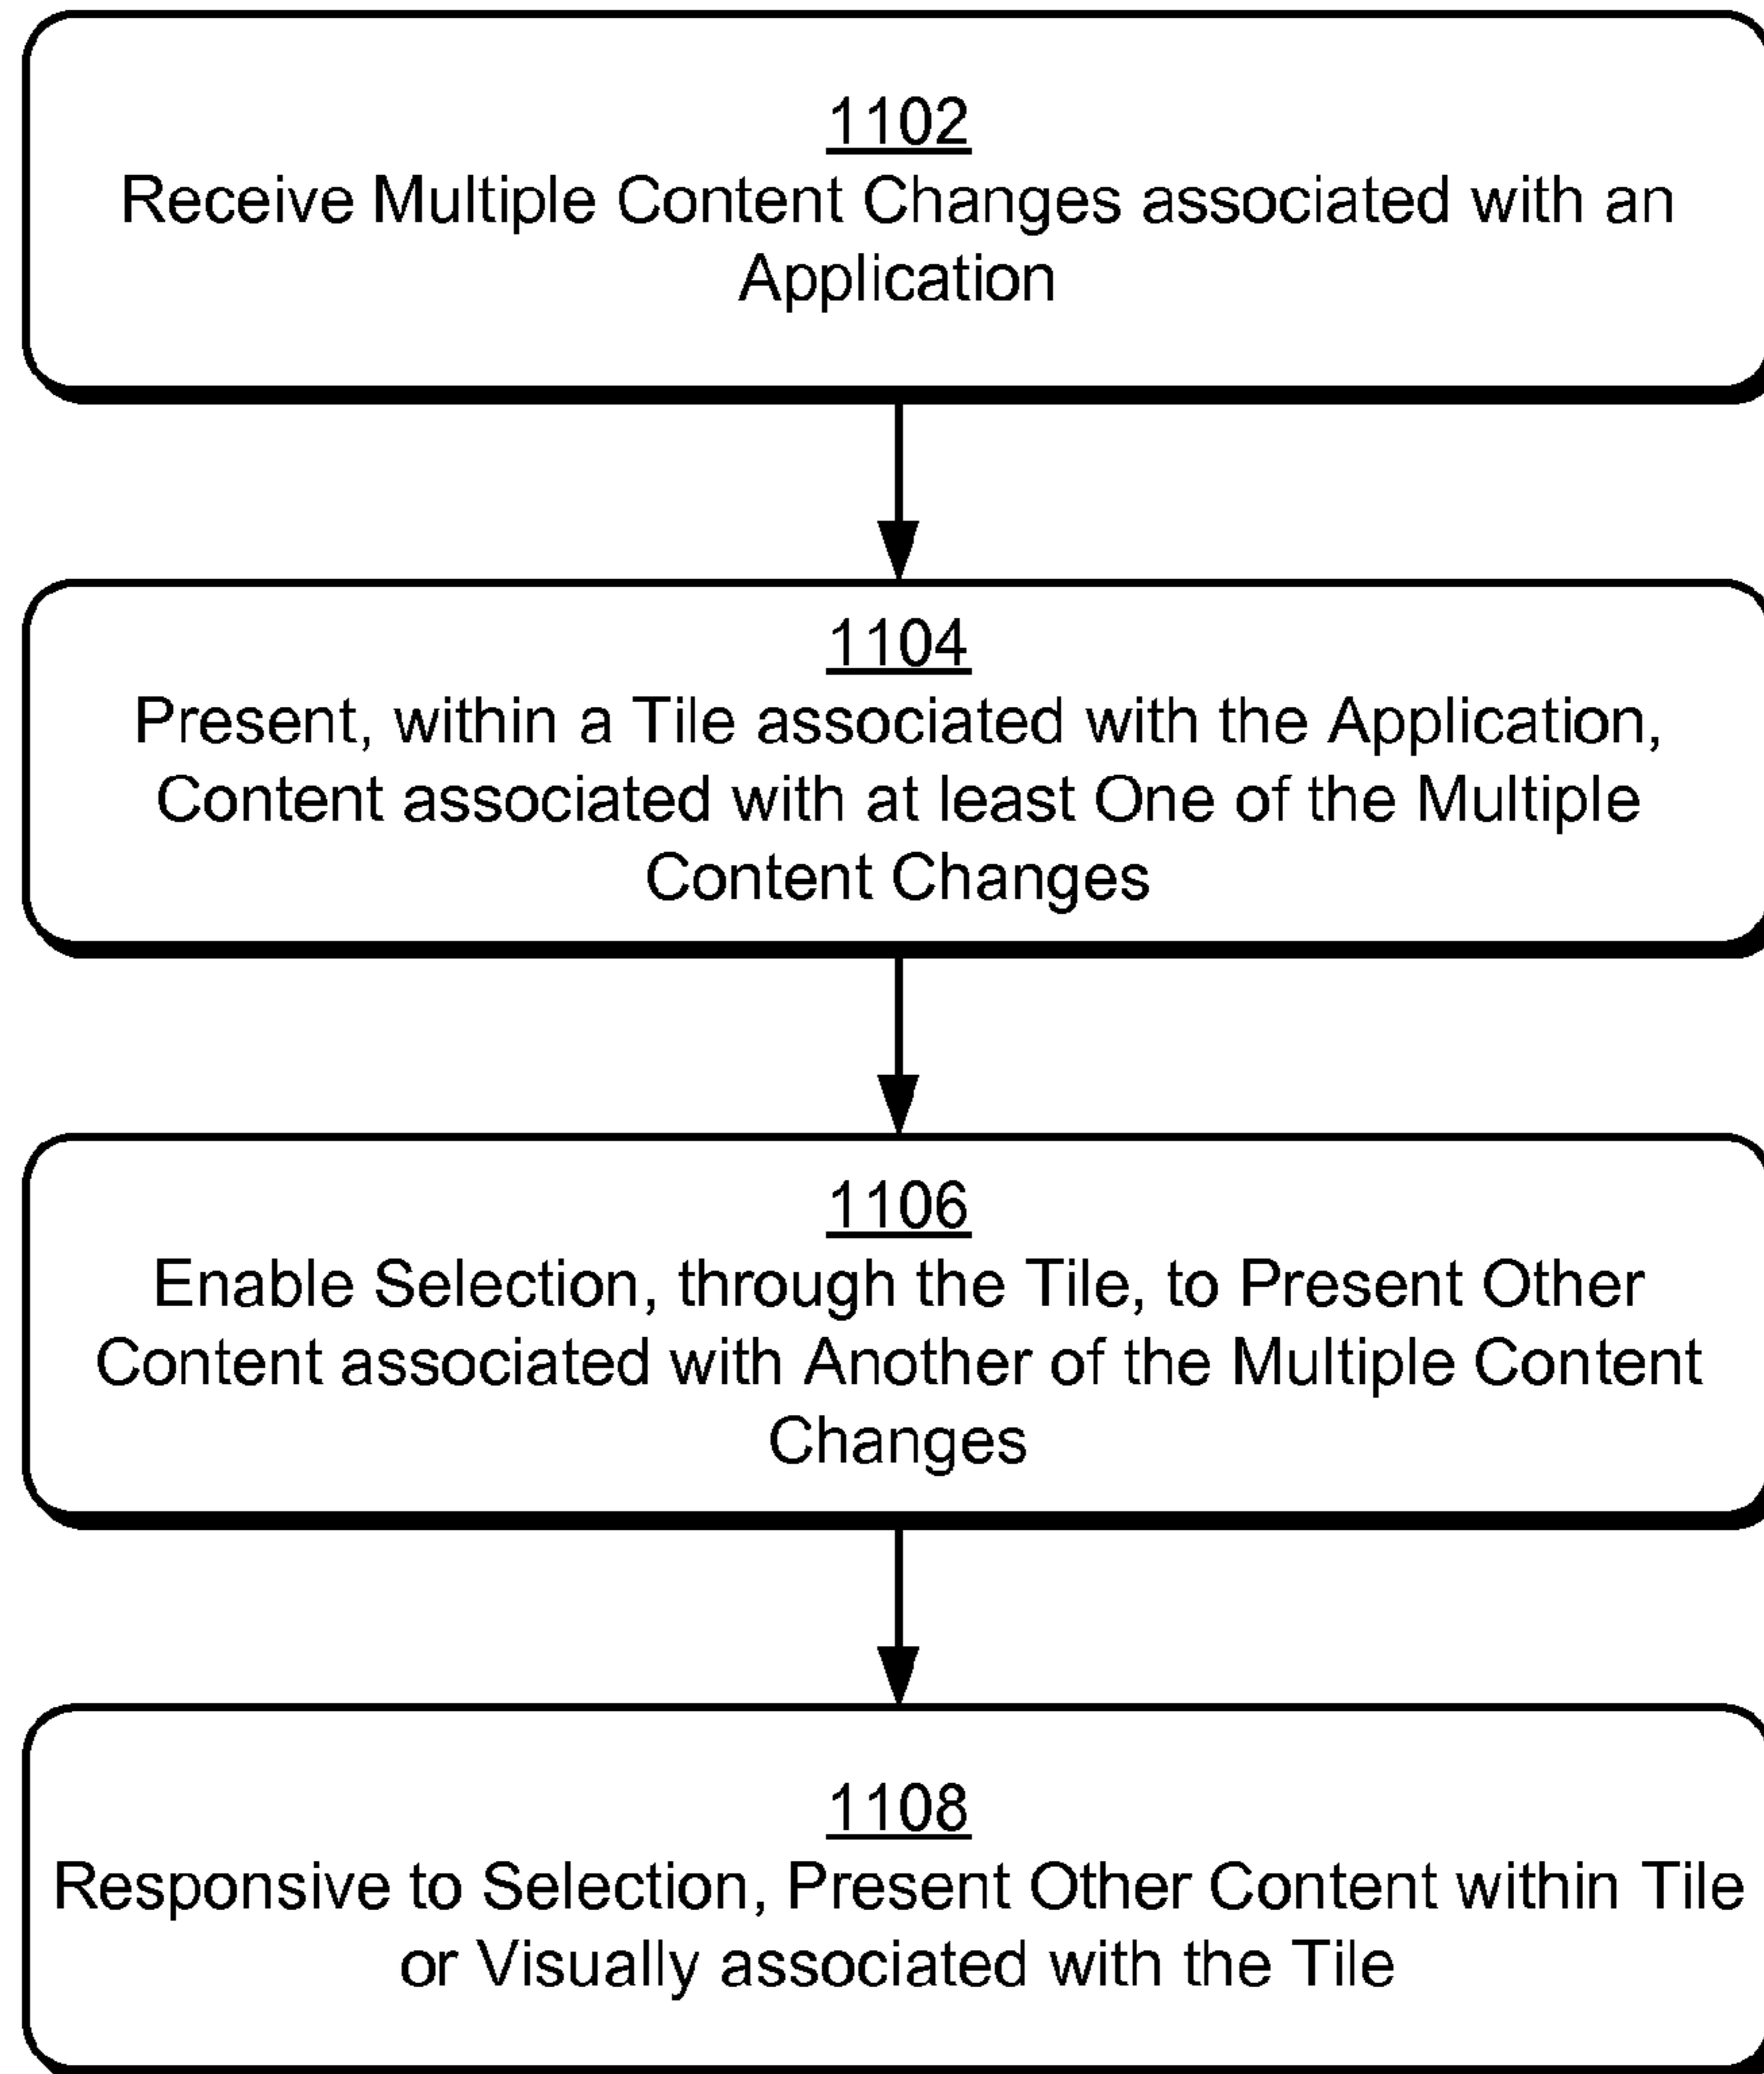 1102
Receive Multiple Content Changes associated with an
Application
1104
Present, within a Tile associated with the Application,
Content associated with at least One of the Multiple
Content Changes
1106
Enable Selection, through the Tile, to Present Other
Content associated with Another of the Multiple Content
Changes
1108
Responsive to Selection, Present Other Content within Tile
or Visually associated with the Tile